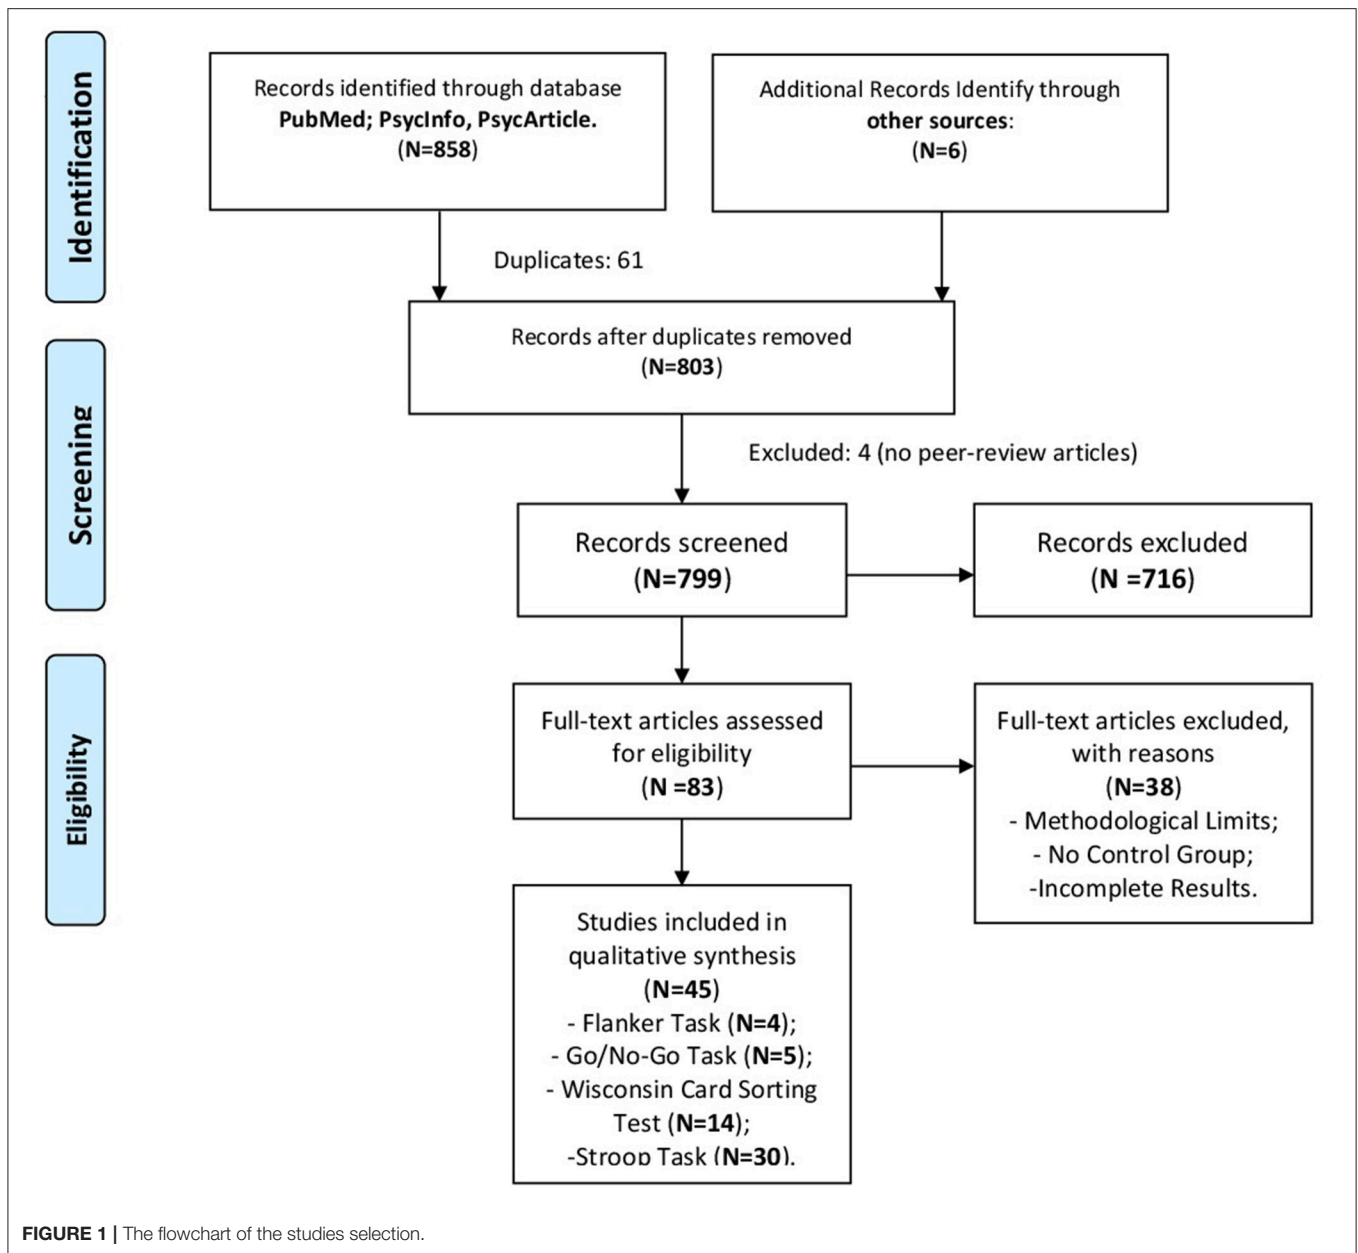 Identification
Records identified through database
PubMed; PsycInfo, PsycArticle.
(N=858)
Additional Records Identify through
other sources:
(N=6)
Duplicates: 61
Records after duplicates removed
(N=803)
Screening
Excluded: 4 (no peer-review articles)
Records screened
(N=799)
Records excluded
(N =716)
Eligibility
Full-text articles assessed
for eligibility
(N =83)
Full-text articles excluded,
with reasons
(N=38)
- Methodological Limits;
- No Control Group;
-Incomplete Results.
Studies included in
qualitative synthesis
(N=45)
- Flanker Task (N=4);
- Go/No-Go Task (N=5);
- Wisconsin Card Sorting
Test (N=14);
-Stroop Task (N=30).
FIGURE 1 | The flowchart of the studies selection.